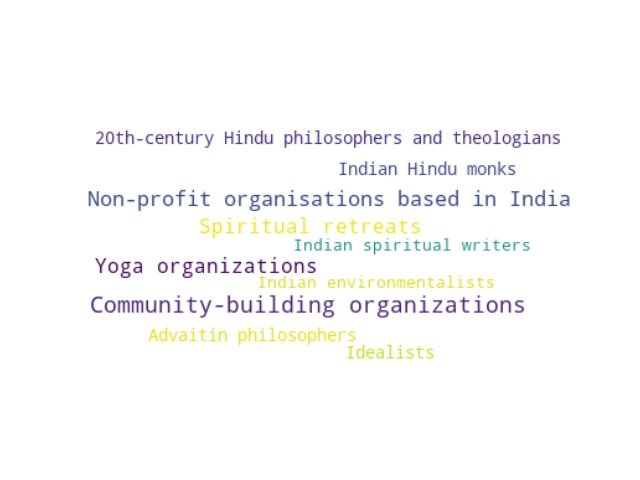 20th-century Hindu philosophers and theologians
Indian Hindu monks
Non-profit organisations based in India
Spiritual retreats
Indian spiritual writers
Yoga organizations
Indian environmentalists
Community-building organizations
Advaitin philosophers
Idealists